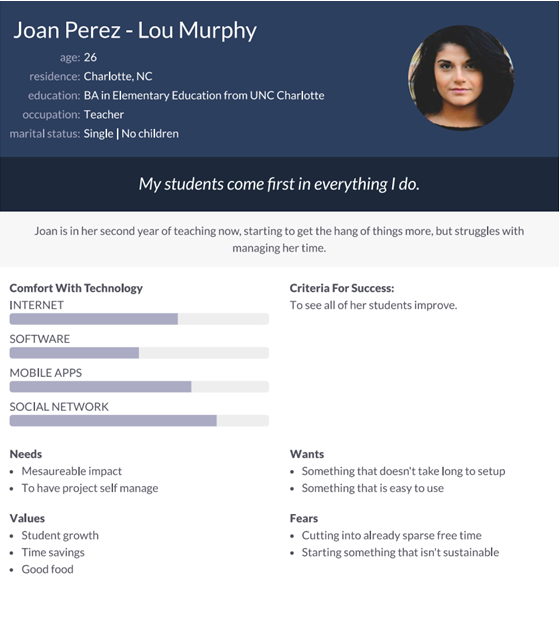 Joan Perez - Lou Murphy
age: 26
residence: Charlotte, NC
education: BA in Elementary Education from UNC Charlotte
occupation: Teacher
marital status: Single | No children
My students come first in everything I do.
Joan is in her second year of teaching now, starting to get the hang of things more, but struggles with
managing her time.
Comfort With Technology
INTERNET
SOFTWARE
MOBILE APPS
SOCIAL NETWORK
Criteria For Success:
To see all of her students improve.
Needs
• Mesaureable impact
• To have project self manage
Wants
• Something that doesn't take long to setup
• Something that is easy to use
Values
• Student growth
• Time savings
• Good food
Fears
• Cutting into already sparse free time
• Starting something that isn't sustainable